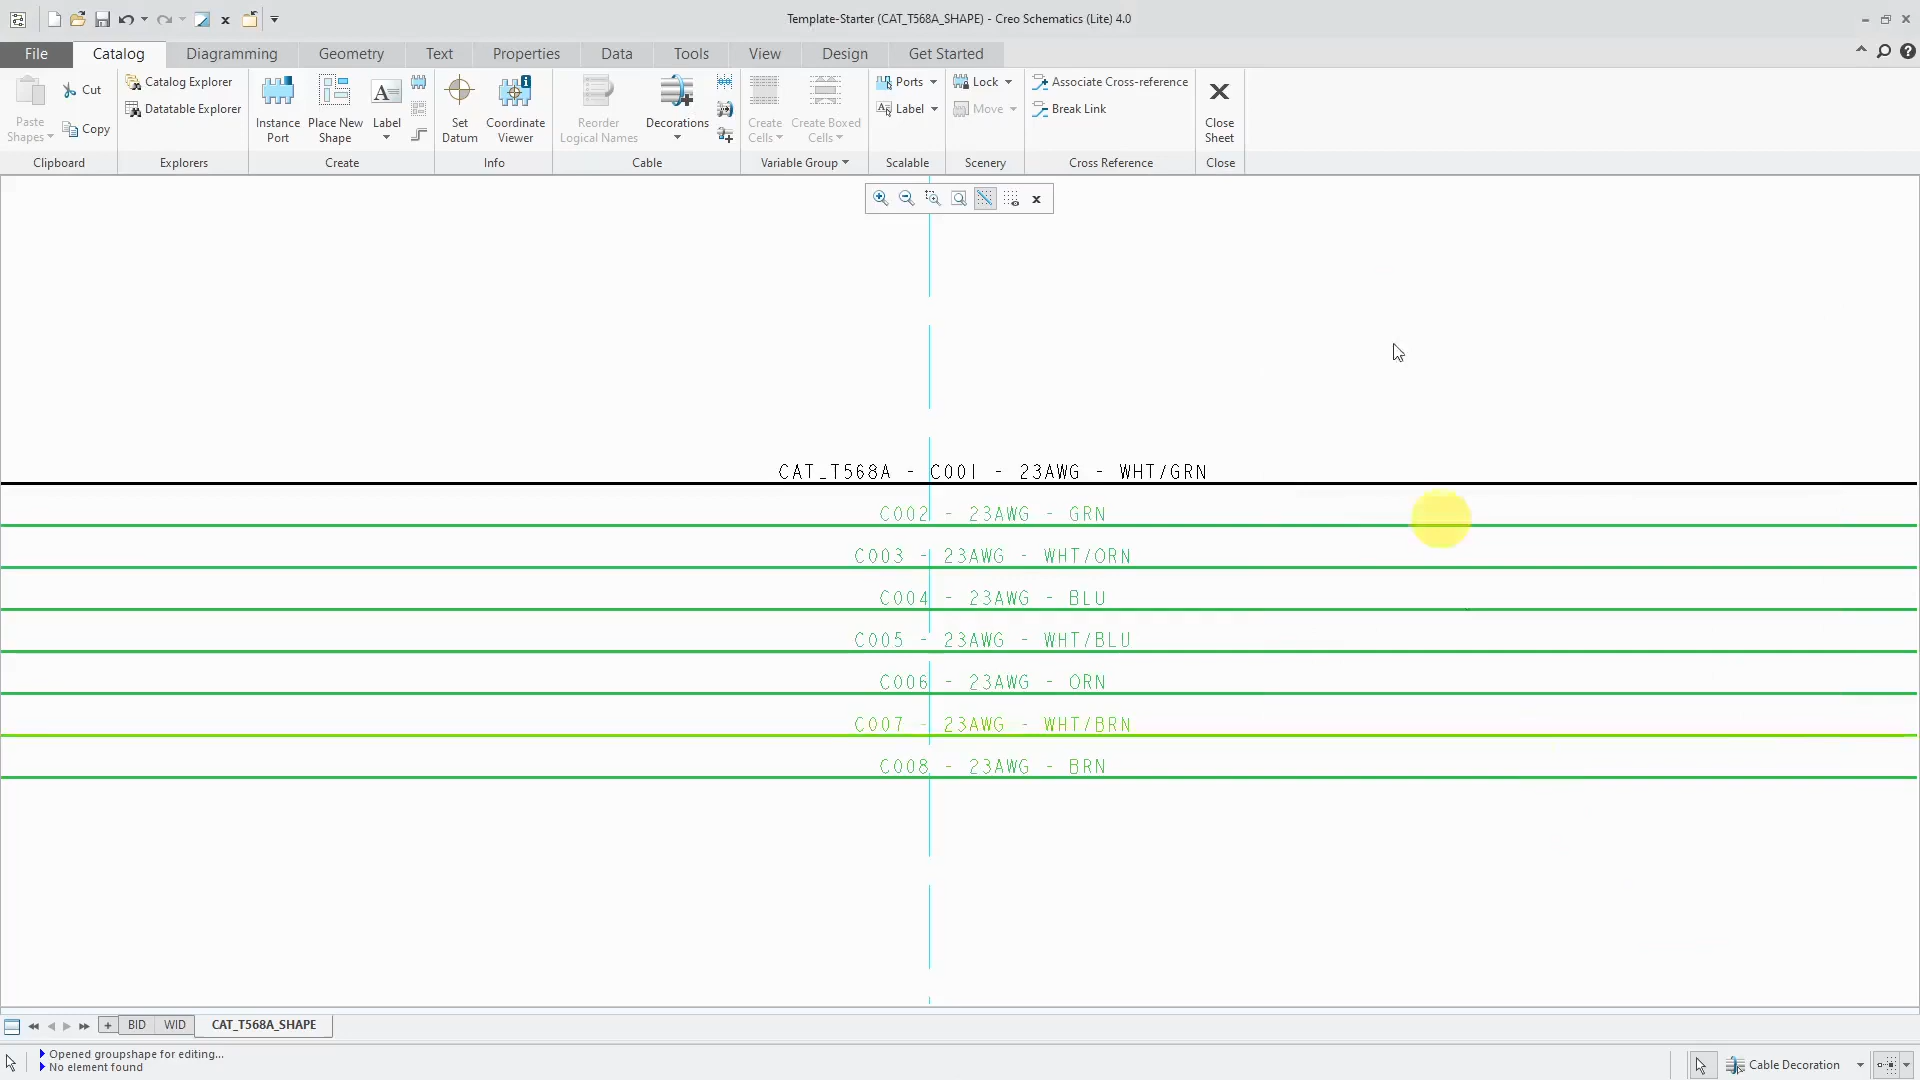 Template-Starter (CAT_T568A_SHAPE) - Creo Schematics (Lite) 4.0
File Catalog Diagramming Geometry Text Properties Data Tools View Design Get Started
Paste Shapes
Cut
Copy
Clipboard
Catalog Explorer
Datatable Explorer
Explorers
Instance Port
Place New Shape
Label
Create
Set Datum
Coordinate Viewer
Info
Reorder Logical Names
Decorations
Cable
Create Cells
Create Boxed Cells
Variable Group
Ports
Label
Scalable
Lock
Move
Scenery
Associate Cross-reference
Break Link
Cross Reference
Close Sheet
Close
CAT_T568A - C001 - 23AWG - WHT/GRN
C002 - 23AWG - GRN
C003 - 23AWG - WHT/ORN
C004 - 23AWG - BLU
C005 - 23AWG - WHT/BLU
C006 - 23AWG - ORN
C007 - 23AWG - WHT/BRN
C008 - 23AWG - BRN
BID WID CAT_T568A_SHAPE
Opened groupshape for editing...
No element found
Cable Decoration